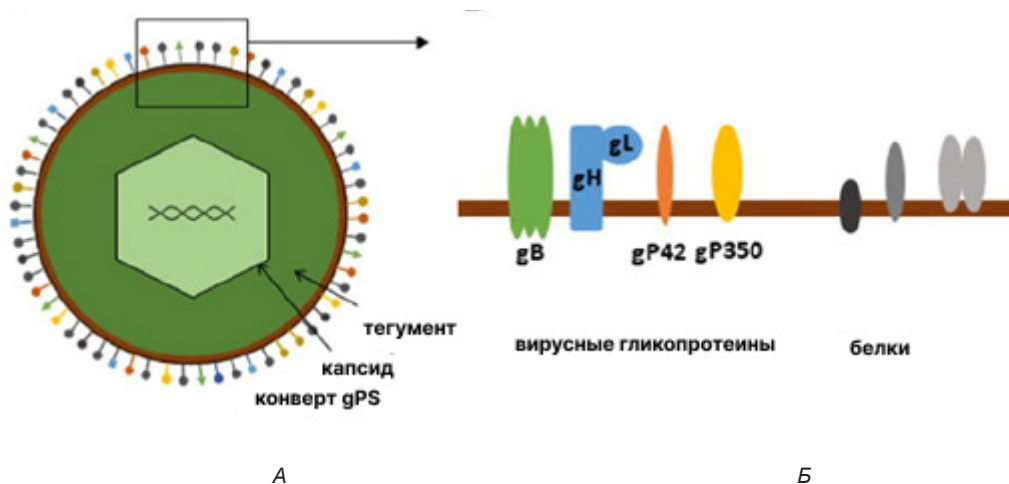 gL
gH
gB
gP42 gP350
тегумент
капсид
конверт gPS
вирусные гликопротеины
белки
А
Б